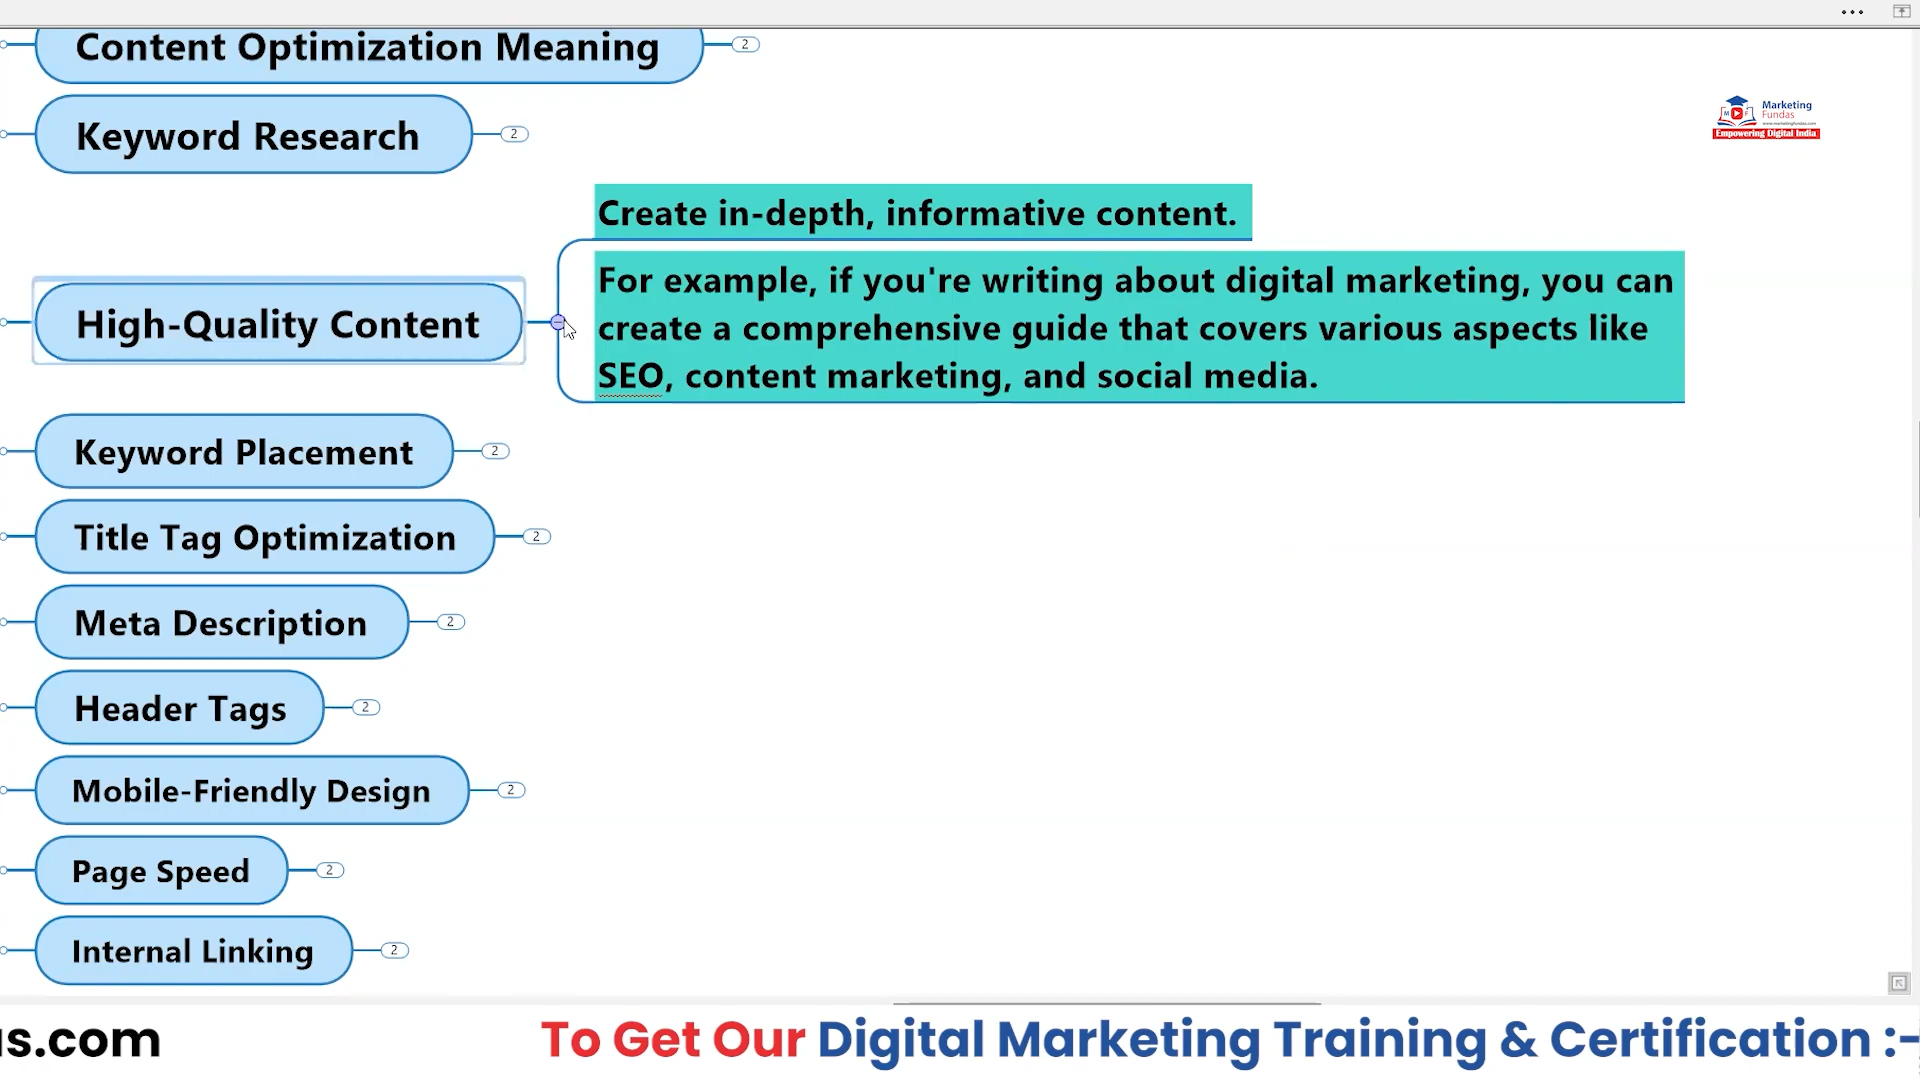 Content Optimization Meaning
2
Keyword Research
2
Marketing
Fundas
www.marketingfundas.com
Empowering Digital India
Create in-depth, informative content.
High-Quality Content
For example, if you're writing about digital marketing, you can
create a comprehensive guide that covers various aspects like
SEO, content marketing, and social media.
Keyword Placement
2
Title Tag Optimization
2
Meta Description
2
Header Tags
2
Mobile-Friendly Design
2
Page Speed
2
Internal Linking
2
as.com
To Get Our Digital Marketing Training & Certification :-